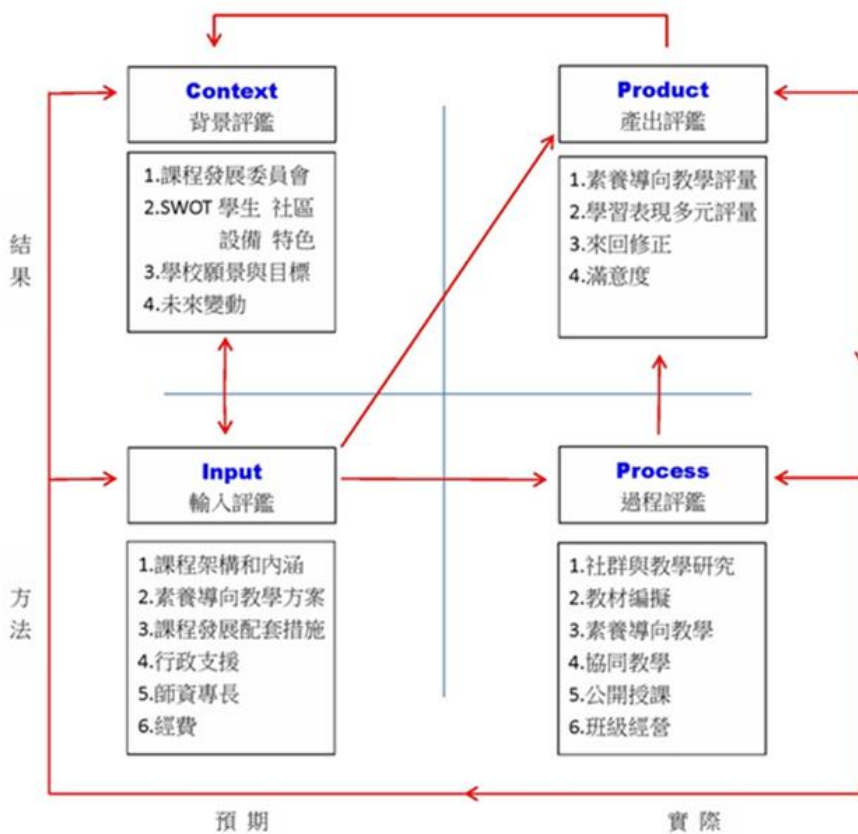 Context
背景評鑑
1.課程發展委員會
2.SWOT 學生 社區
設備 特色
3.學校願景與目標
4.未來變動
Product
產出評鑑
1.素養導向教學評量
2.學習表現多元評量
3.來回修正
4.滿意度
結果
Input
輸入評鑑
1.課程架構和內涵
2.素養導向教學方案
3.課程發展配套措施
4.行政支援
5.師資專長
6.經費
Process
過程評鑑
1.社群與教學研究
2.教材編擬
3.素養導向教學
4.協同教學
5.公開授課
6.班級經營
方法
預期
實際